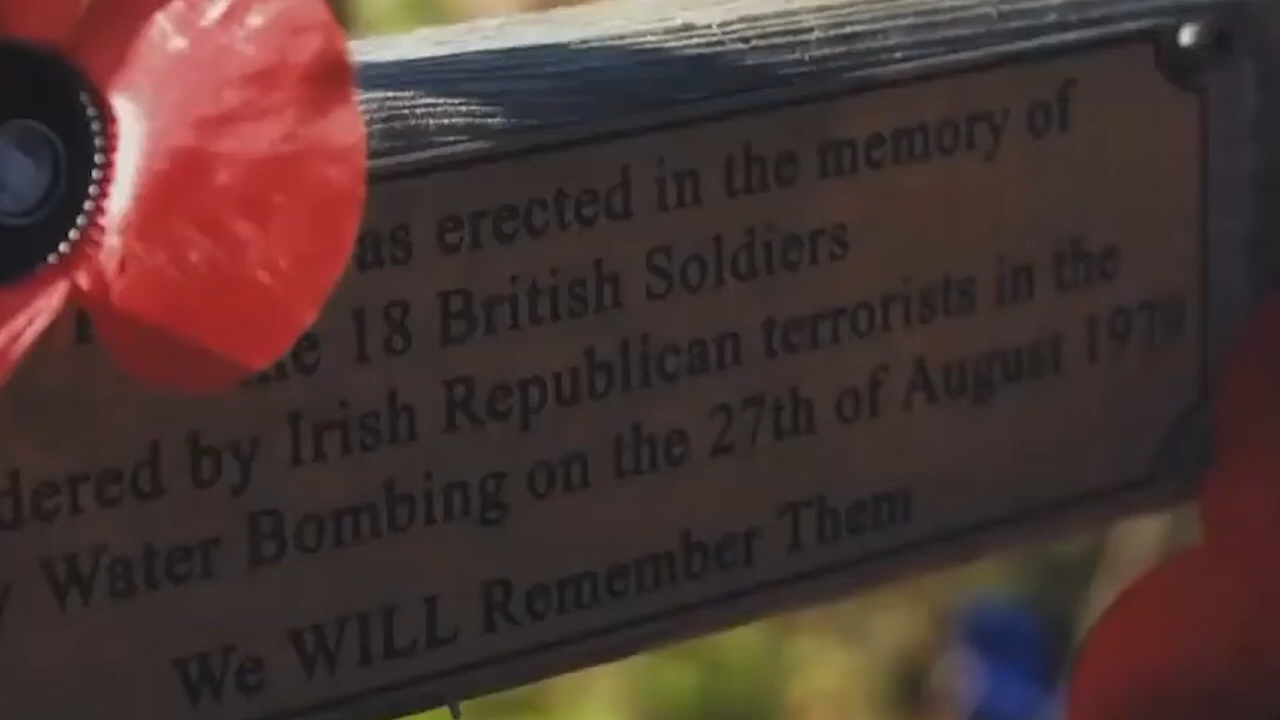 as erected in the memory of
18 British Soldiers
dered by Irish Republican terrorists in the
y Water Bombing on the 27th of August 1979
We WILL Remember Them